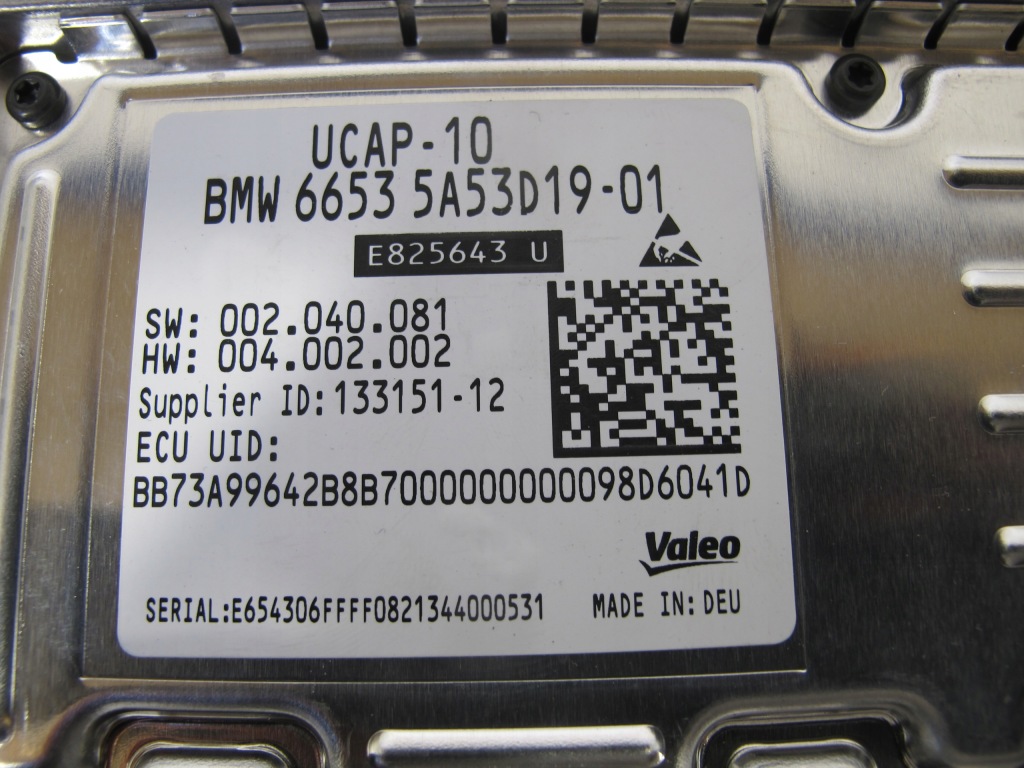 UCAP-10
BMW 6653 5A53D19-01
E825643 U
SW: 002.040.081
HW: 004.002.002
Supplier ID:133151-12
ECU UID:
BB73A99642B8B7000000000098D6041D
Valeo
SERIAL:E654306FFFF0821344000531
MADE IN:DEU